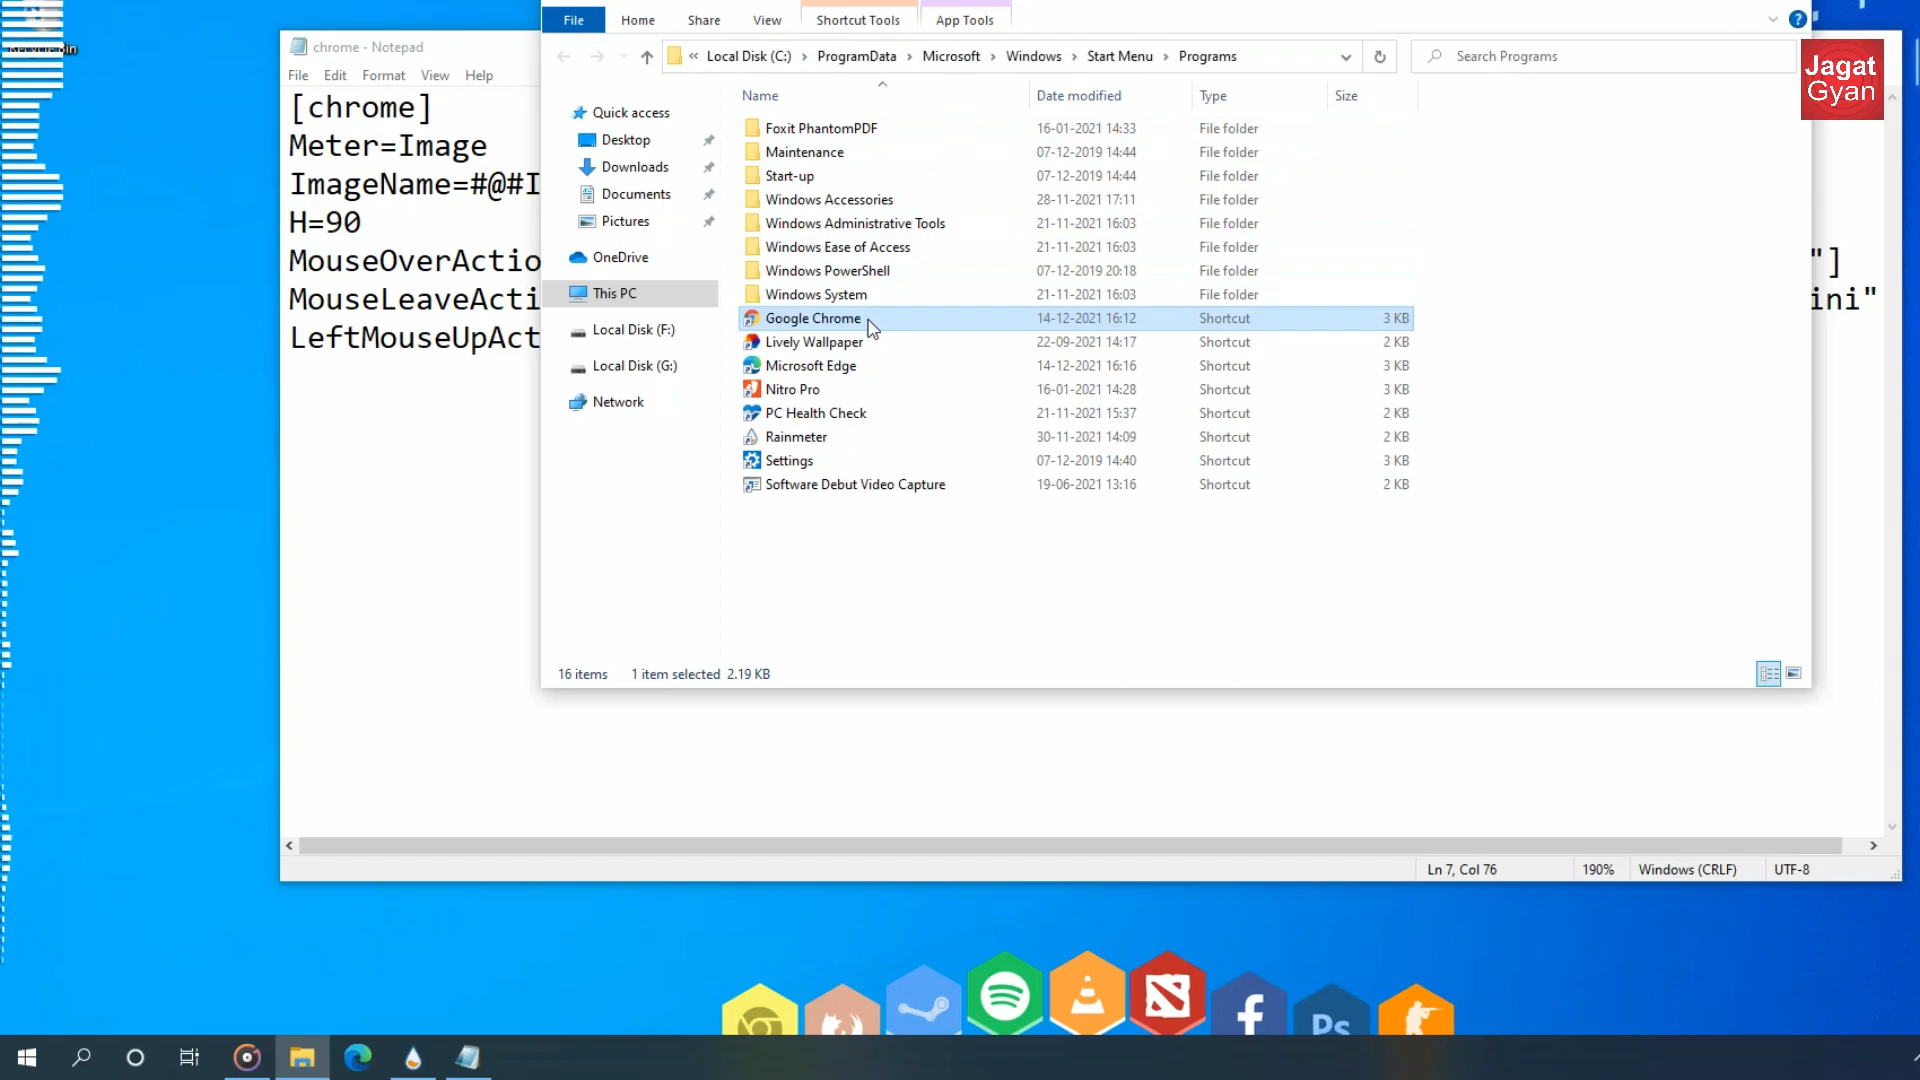 Recycle Bin
chrome - Notepad
File Edit Format View Help
[chrome]
Meter=Image
ImageName=#@#I
H=90
MouseOverActio
"]
MouseLeaveActi
ini"
LeftMouseUpAct
File Home Share View Shortcut Tools App Tools
« Local Disk (C:) › ProgramData › Microsoft › Windows › Start Menu › Programs
Search Programs
Jagat
Gyan
Quick access
Desktop
Downloads
Documents
Pictures
OneDrive
This PC
Local Disk (F:)
Local Disk (G:)
Network
Name Date modified Type Size
Foxit PhantomPDF 16-01-2021 14:33 File folder
Maintenance 07-12-2019 14:44 File folder
Start-up 07-12-2019 14:44 File folder
Windows Accessories 28-11-2021 17:11 File folder
Windows Administrative Tools 21-11-2021 16:03 File folder
Windows Ease of Access 21-11-2021 16:03 File folder
Windows PowerShell 07-12-2019 20:18 File folder
Windows System 21-11-2021 16:03 File folder
Google Chrome 14-12-2021 16:12 Shortcut 3 KB
Lively Wallpaper 22-09-2021 14:17 Shortcut 2 KB
Microsoft Edge 14-12-2021 16:16 Shortcut 3 KB
Nitro Pro 16-01-2021 14:28 Shortcut 3 KB
PC Health Check 21-11-2021 15:37 Shortcut 2 KB
Rainmeter 30-11-2021 14:09 Shortcut 2 KB
Settings 07-12-2019 14:40 Shortcut 3 KB
Software Debut Video Capture 19-06-2021 13:16 Shortcut 2 KB
16 items 1 item selected 2.19 KB
Ln 7, Col 76 190% Windows (CRLF) UTF-8
Ps